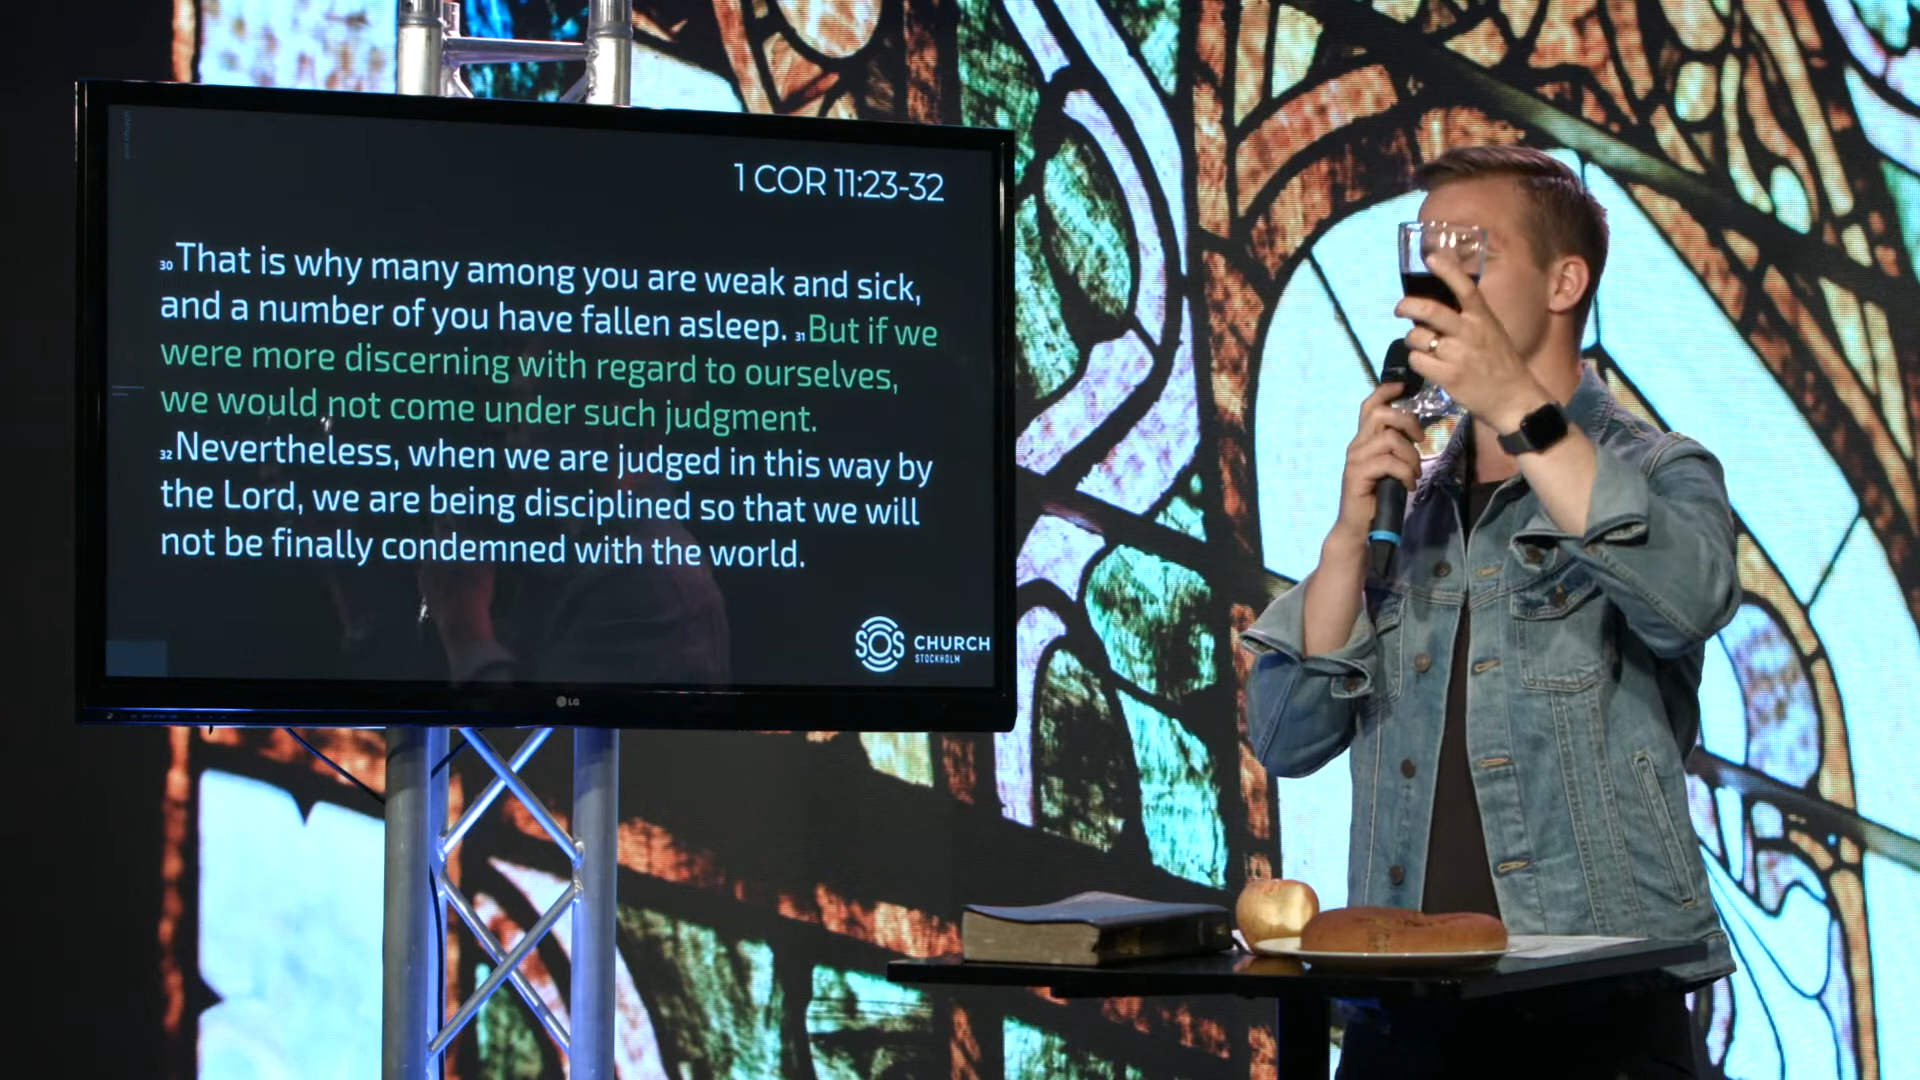 1 COR 11:23-32
30 That is why many among you are weak and sick,
and a number of you have fallen asleep. 31 But if we
were more discerning with regard to ourselves,
we would not come under such judgment.
32 Nevertheless, when we are judged in this way by
the Lord, we are being disciplined so that we will
not be finally condemned with the world.
SOS CHURCH
STOCKHOLM
LG